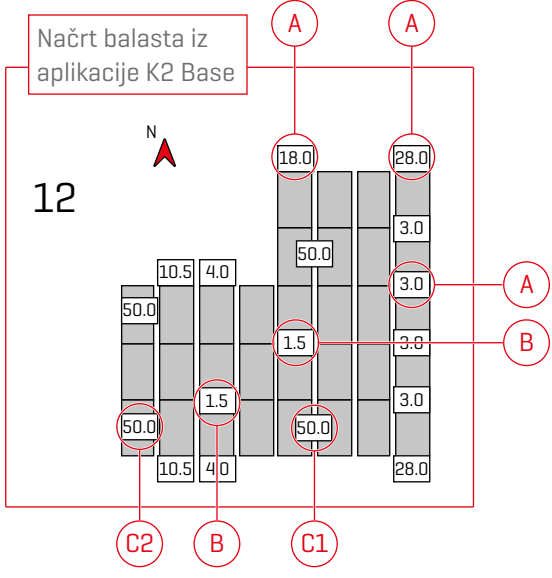 A A
Načrt balasta iz
aplikacije K2 Base
N
12
18.0 28.0
3.0
50.0
10.5 4.0
3.0 A
50.0
1.5 3.0 B
1.5 3.0
50.0 50.0
10.5 4.0 28.0
C2 B C1